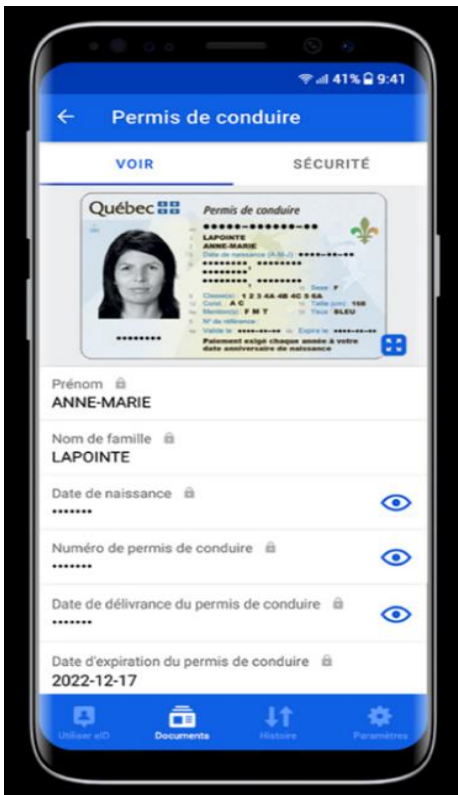 41% 9:41
Permis de conduire
VOIR SÉCURITÉ
Québec Permis de conduire
•••••-••••••-••
LAPOINTE
ANNE-MARIE
Date de naissance (A-M-J) ••••-••-••
•••••••••, ••••••••
••••••••
•••••••••, ••••••••
Sexe F
Classe(s) 1 2 3 4A 4B 4C 5 6A
Cond. A C Taille (cm) 168
Mention(s) F M T Yeux BLEU
N° de référence
•••••••• Valide le ••••-••-•• Expire le ••••-••-••
Paiement exigé chaque année à votre
date anniversaire de naissance
Prénom
ANNE-MARIE
Nom de famille
LAPOINTE
Date de naissance
•••••••
Numéro de permis de conduire
•••••••
Date de délivrance du permis de conduire
•••••••
Date d'expiration du permis de conduire
2022-12-17
Utiliser eID Documents Histoire Paramètres